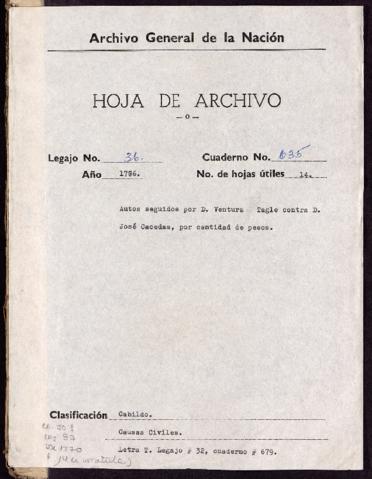 Archivo General de la Nación
HOJA DE ARCHIVO
—o—
Legajo No. 36. Cuaderno No. 635
Año 1786. No. de hojas útiles 14.
Autos seguidos por D. Ventura Tagle contra D.
José Cacedas, por cantidad de pesos.
Clasificación Cabildo.
Causas Civiles.
Letra T. Legajo # 32, cuaderno # 679.